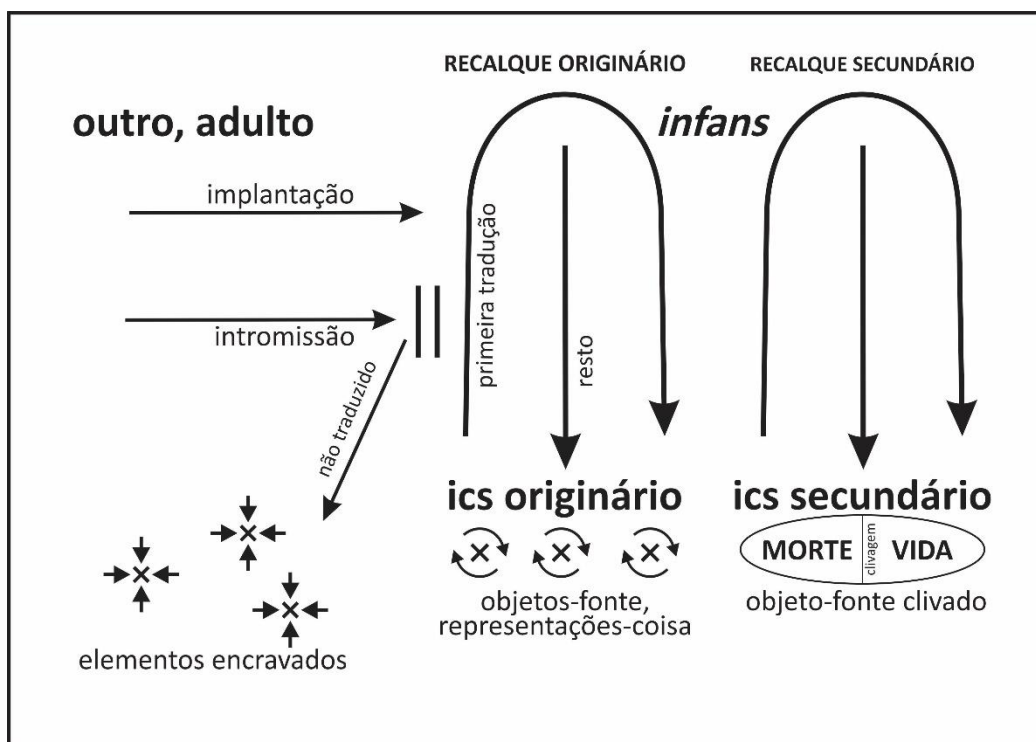 RECALQUE ORIGINÁRIO
RECALQUE SECUNDÁRIO
outro, adulto
infans
implantação
intromissão
não traduzido
primeira tradução
resto
ics originário
ics secundário
MORTE
clivagem
VIDA
objetos-fonte,
representações-coisa
objeto-fonte clivado
elementos encravados